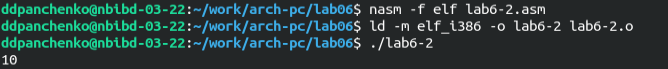 ddpanchenko@nbibd-03-22:~/work/arch-pc/lab06$ nasm -f elf lab6-2.asm
ddpanchenko@nbibd-03-22:~/work/arch-pc/lab06$ ld -m elf_i386 -o lab6-2 lab6-2.o
ddpanchenko@nbibd-03-22:~/work/arch-pc/lab06$ ./lab6-2
10